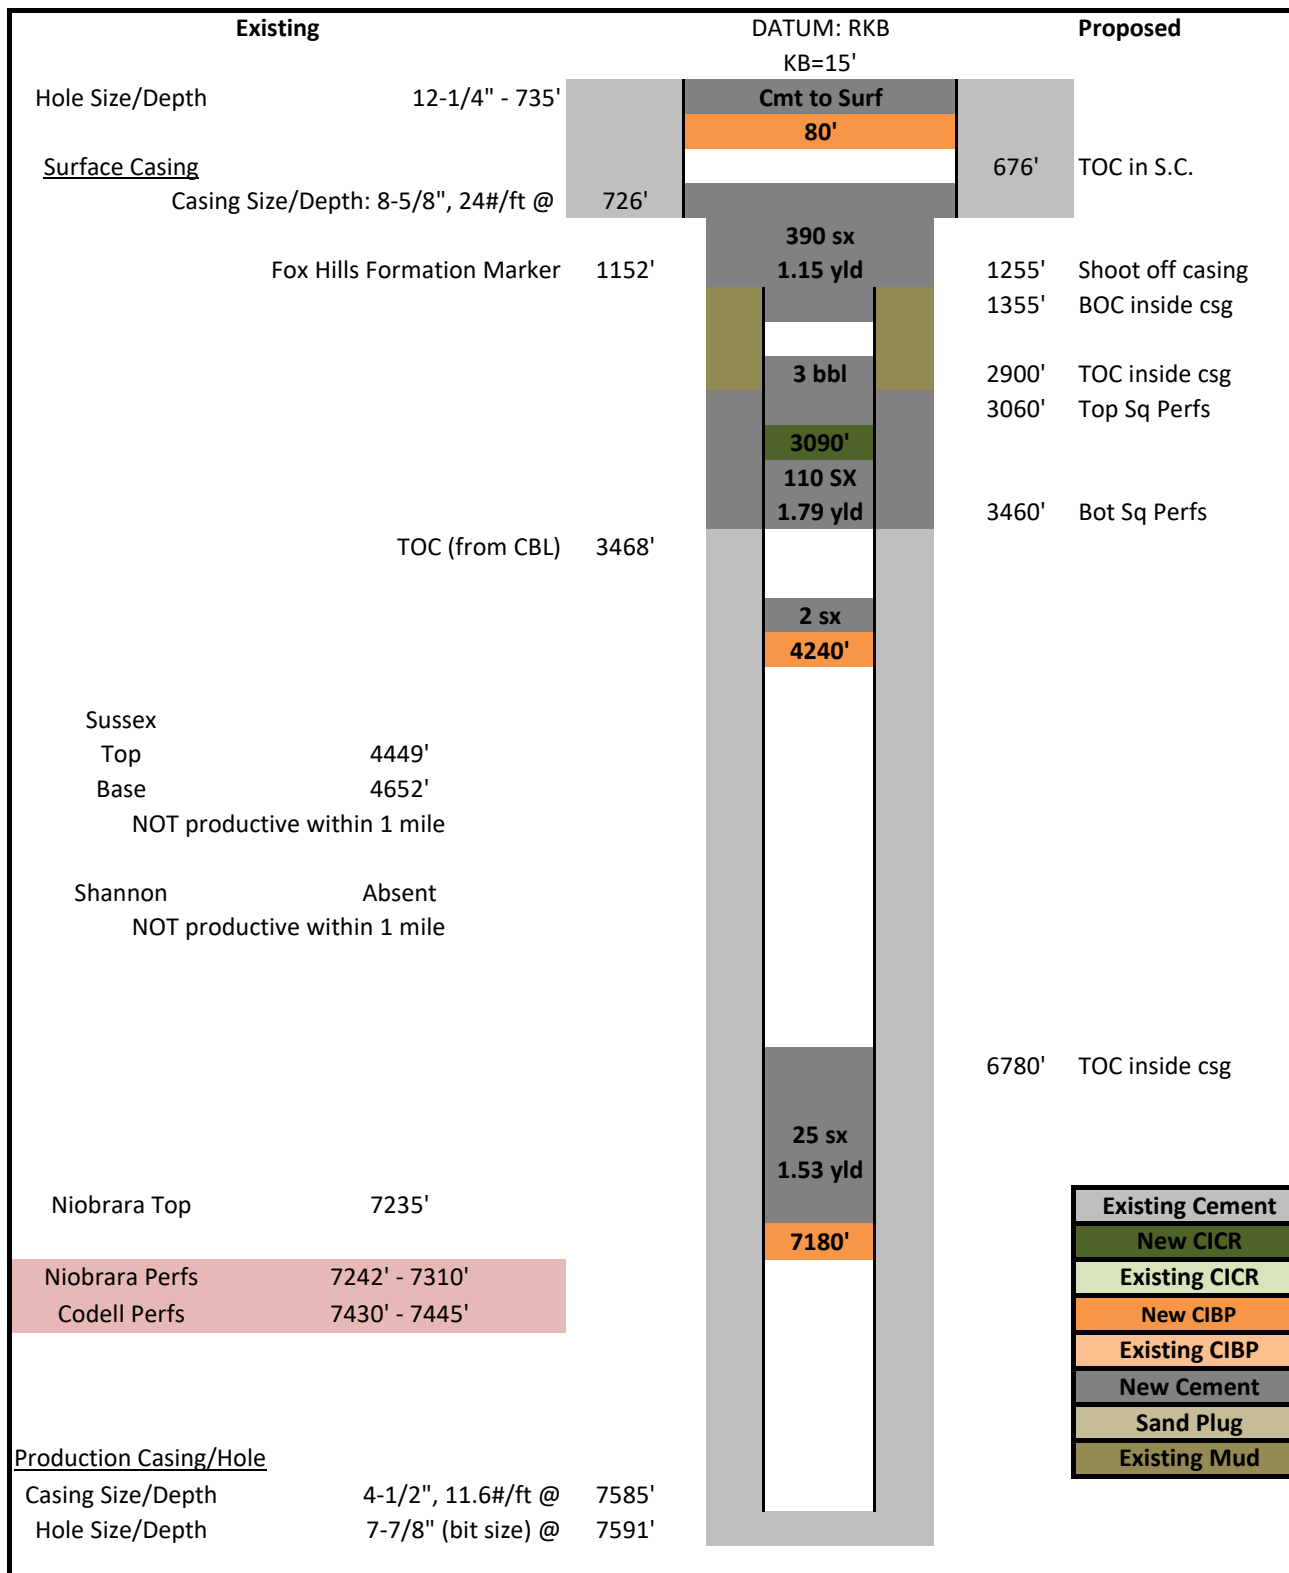 Existing DATUM: RKB Proposed
KB=15'
Hole Size/Depth 12-1/4" - 735' Cmt to Surf
80'
Surface Casing 676' TOC in S.C.
Casing Size/Depth: 8-5/8", 24#/ft @ 726'
390 sx
Fox Hills Formation Marker 1152' 1.15 yld 1255' Shoot off casing
1355' BOC inside csg
3 bbl 2900' TOC inside csg
3060' Top Sq Perfs
3090'
110 SX
1.79 yld 3460' Bot Sq Perfs
TOC (from CBL) 3468'
2 sx
4240'
Sussex
Top 4449'
Base 4652'
NOT productive within 1 mile
Shannon Absent
NOT productive within 1 mile
6780' TOC inside csg
25 sx
1.53 yld
Niobrara Top 7235' Existing Cement
7180' New CICR
Niobrara Perfs 7242' - 7310' Existing CICR
Codell Perfs 7430' - 7445' New CIBP
Existing CIBP
New Cement
Sand Plug
Production Casing/Hole Existing Mud
Casing Size/Depth 4-1/2", 11.6#/ft @ 7585'
Hole Size/Depth 7-7/8" (bit size) @ 7591'